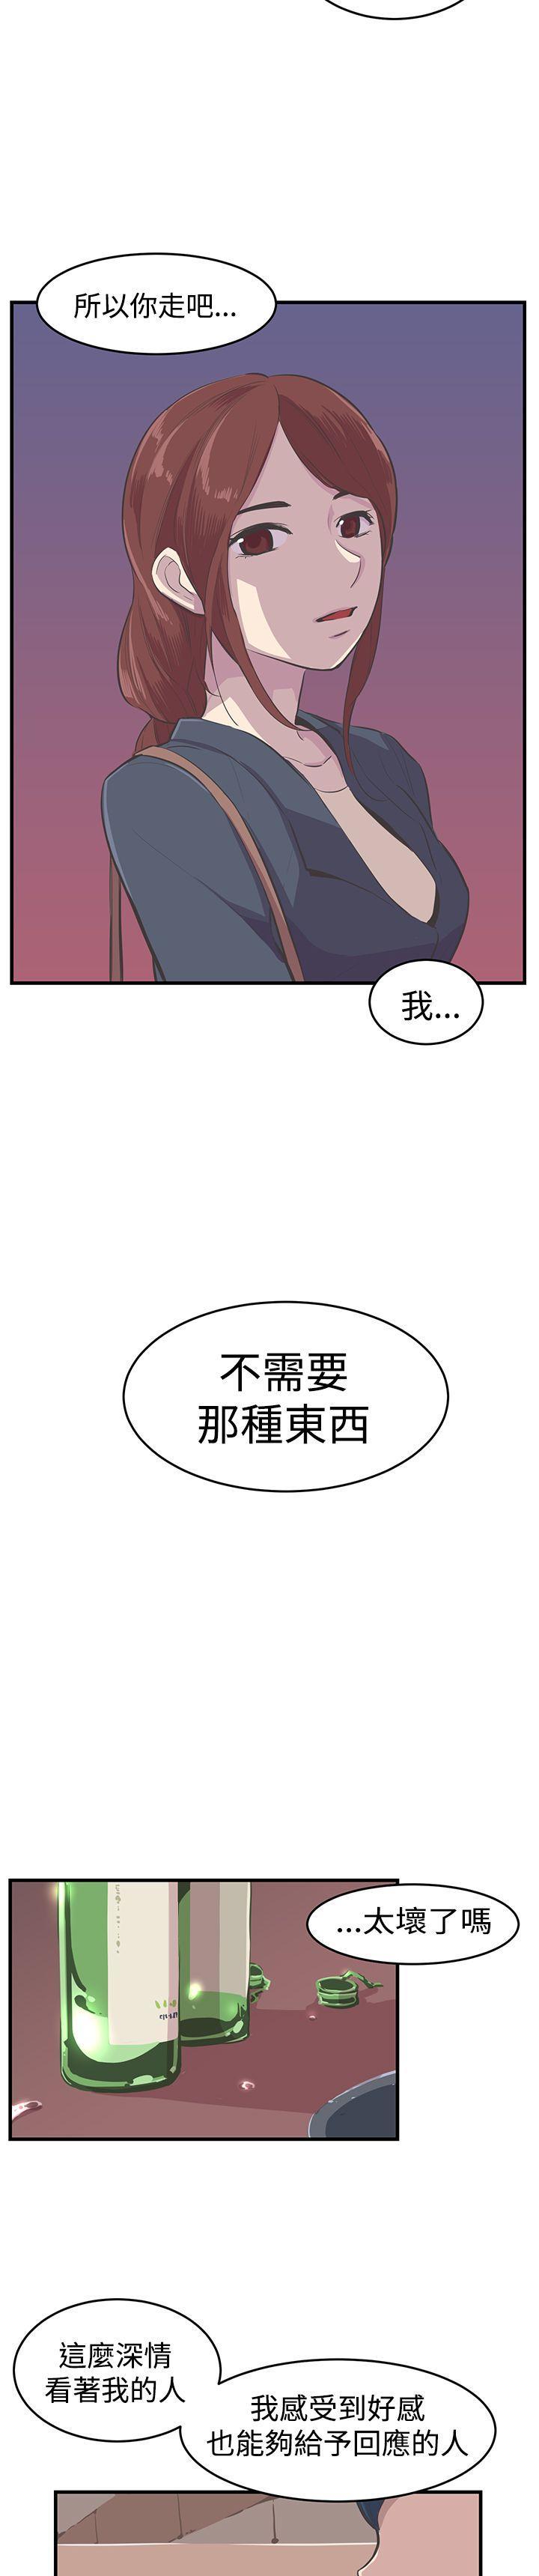 所以你走吧...
我...
不需要
那種東西
...太壞了嗎
這麼深情
看著我的人
我感受到好感
也能夠給予回應的人